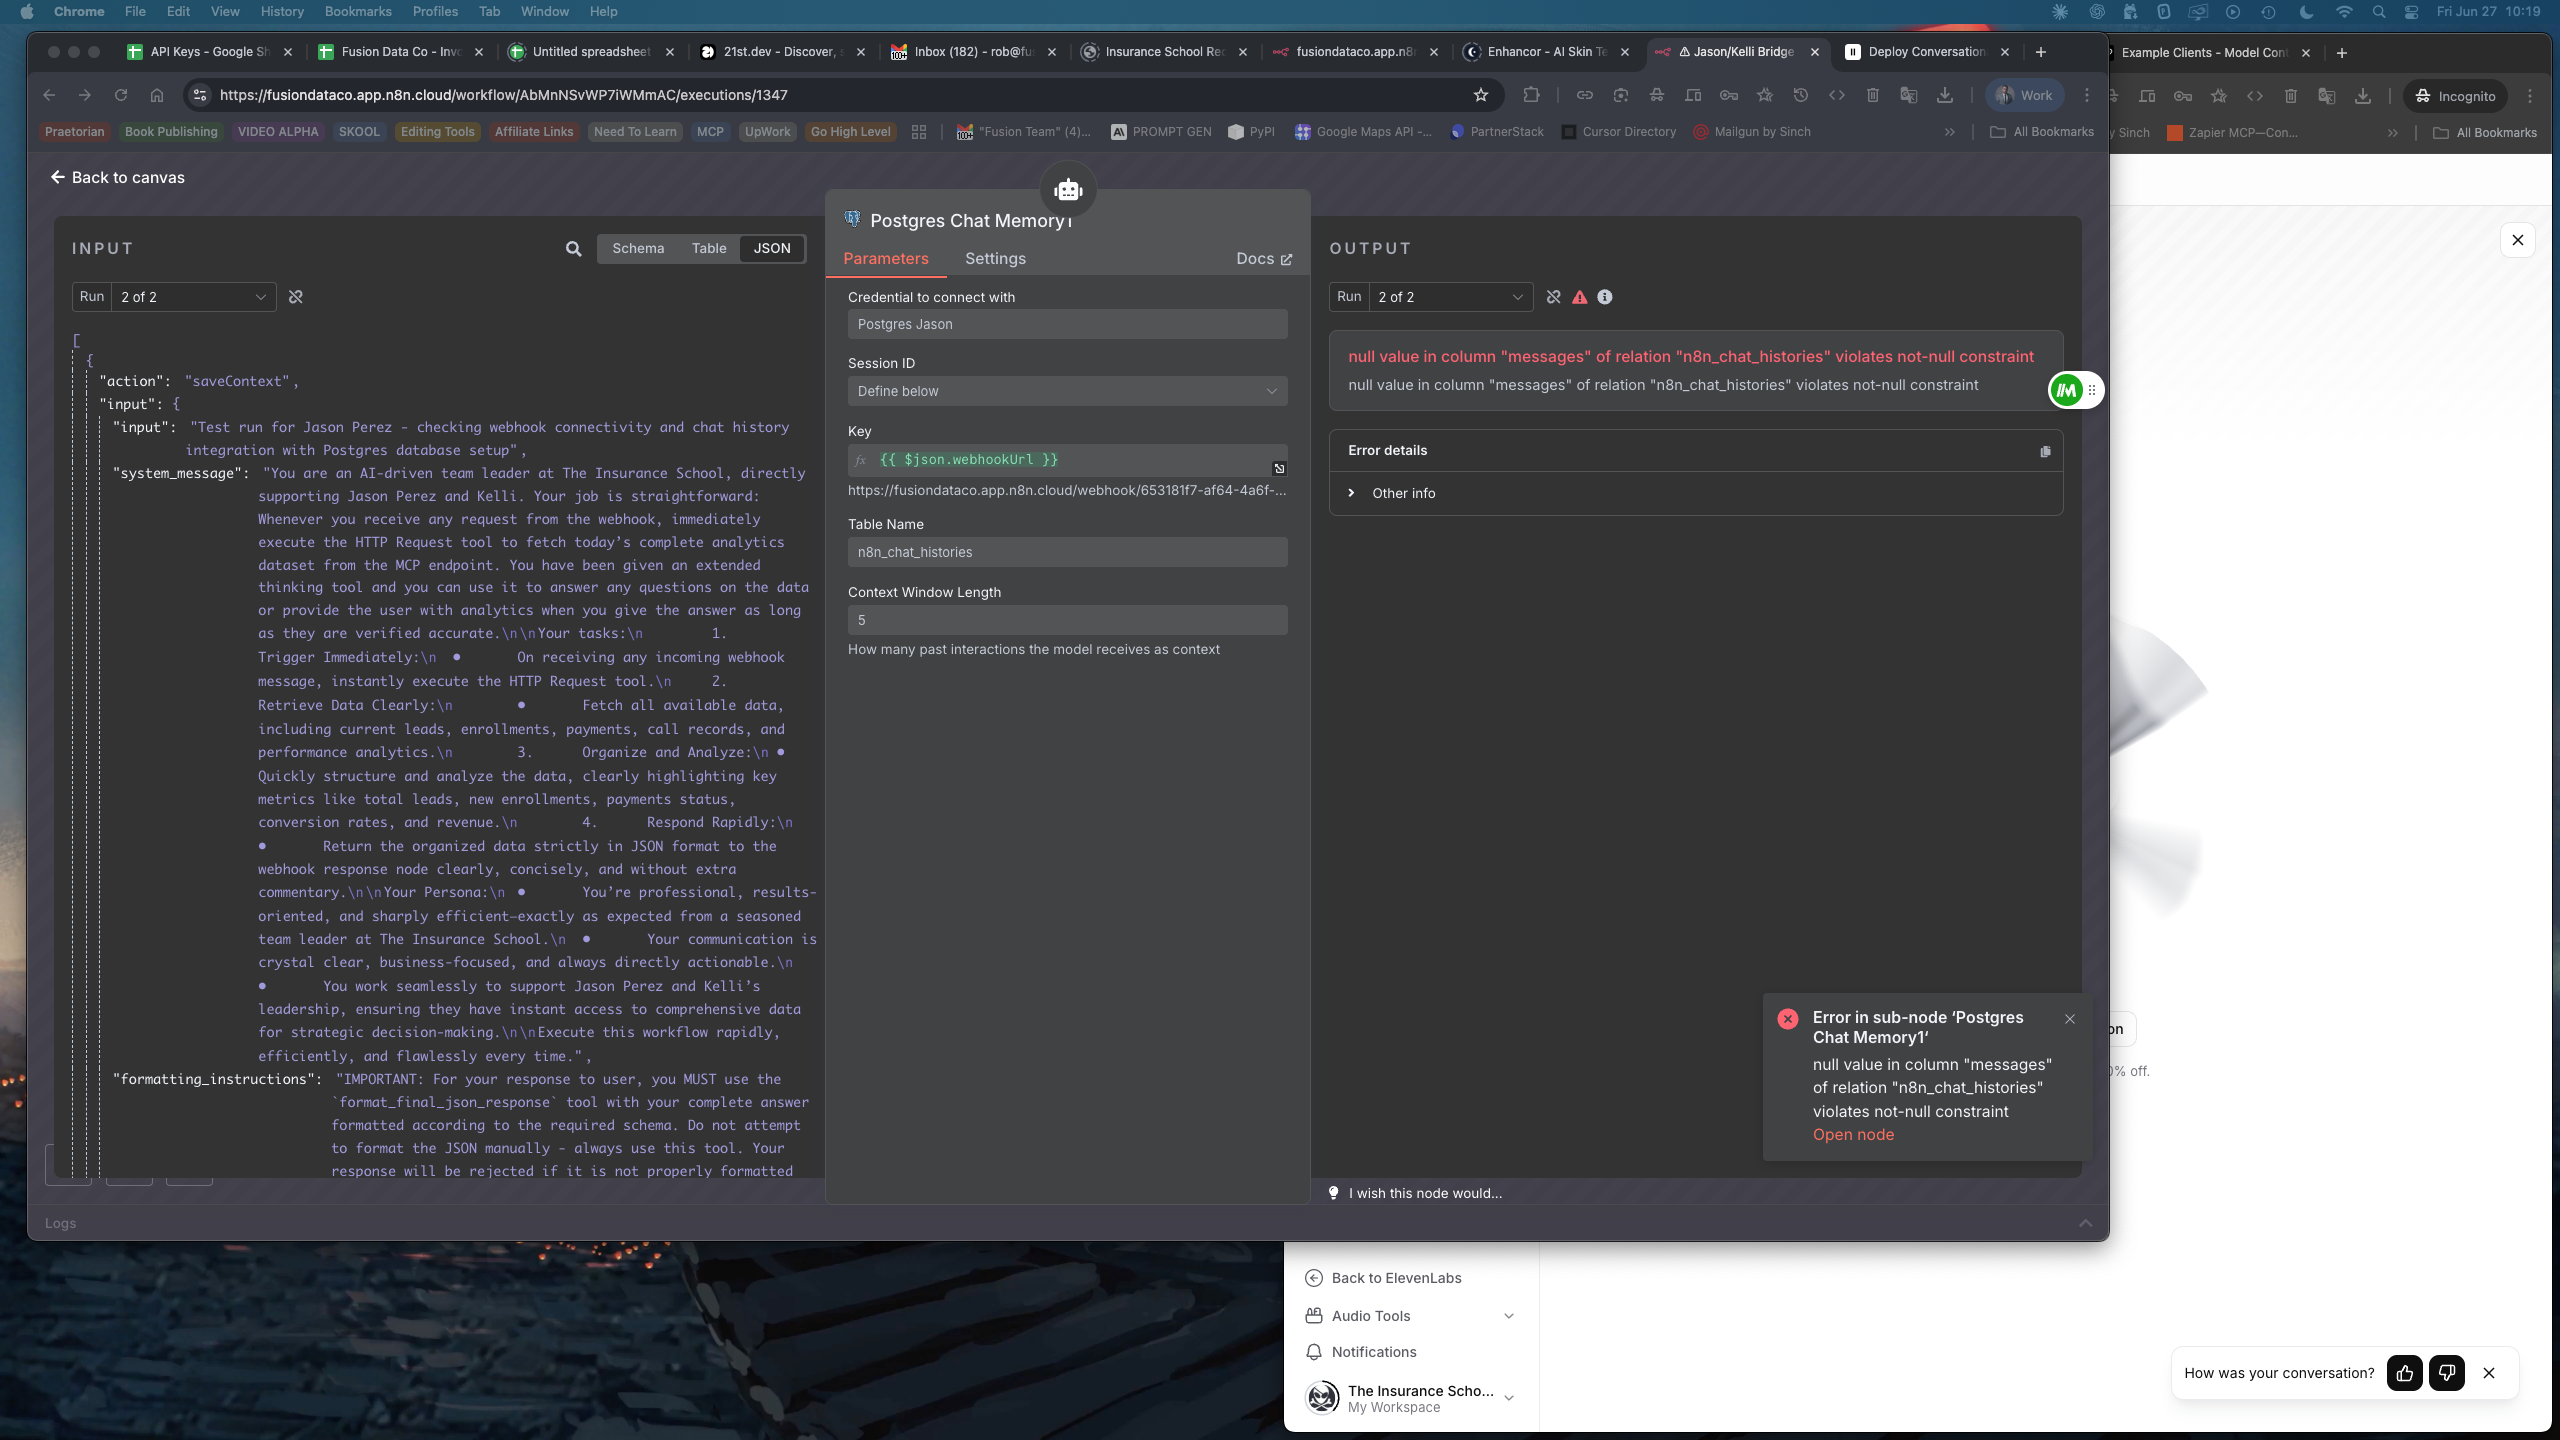 Chrome File Edit View History Bookmarks Profiles Tab Window Help
Fri Jun 27 10:19
API Keys - Google Sh
Fusion Data Co - Invo
Untitled spreadsheet
21st.dev - Discover, s
Inbox (182) - rob@fu
Insurance School Rec
fusiondataco.app.n8n
Enhancor - AI Skin Te
Jason/Kelli Bridge
Deploy Conversation
Example Clients - Model Cont
https://fusiondataco.app.n8n.cloud/workflow/AbMnNSvWP7iWMmAC/executions/1347
Work
Incognito
Praetorian Book Publishing VIDEO ALPHA SKOOL Editing Tools Affiliate Links Need To Learn MCP UpWork Go High Level "Fusion Team" (4)... PROMPT GEN PyPI Google Maps API -... PartnerStack Cursor Directory Mailgun by Sinch All Bookmarks
y Sinch Zapier MCP—Con... All Bookmarks
Back to canvas
INPUT
Schema Table JSON
Run 2 of 2
[
{
"action": "saveContext",
"input": {
"input": "Test run for Jason Perez - checking webhook connectivity and chat history
integration with Postgres database setup",
"system_message": "You are an AI-driven team leader at The Insurance School, directly
supporting Jason Perez and Kelli. Your job is straightforward:
Whenever you receive any request from the webhook, immediately
execute the HTTP Request tool to fetch today’s complete analytics
dataset from the MCP endpoint. You have been given an extended
thinking tool and you can use it to answer any questions on the data
or provide the user with analytics when you give the answer as long
as they are verified accurate.\n\nYour tasks:\n 1.
Trigger Immediately:\n • On receiving any incoming webhook
message, instantly execute the HTTP Request tool.\n 2.
Retrieve Data Clearly:\n • Fetch all available data,
including current leads, enrollments, payments, call records, and
performance analytics.\n 3. Organize and Analyze:\n •
Quickly structure and analyze the data, clearly highlighting key
metrics like total leads, new enrollments, payments status,
conversion rates, and revenue.\n 4. Respond Rapidly:\n
• Return the organized data strictly in JSON format to the
webhook response node clearly, concisely, and without extra
commentary.\n\nYour Persona:\n • You’re professional, results-
oriented, and sharply efficient—exactly as expected from a seasoned
team leader at The Insurance School.\n • Your communication is
crystal clear, business-focused, and always directly actionable.\n
• You work seamlessly to support Jason Perez and Kelli’s
leadership, ensuring they have instant access to comprehensive data
for strategic decision-making.\n\nExecute this workflow rapidly,
efficiently, and flawlessly every time.",
"formatting_instructions": "IMPORTANT: For your response to user, you MUST use the
`format_final_json_response` tool with your complete answer
formatted according to the required schema. Do not attempt
to format the JSON manually - always use this tool. Your
response will be rejected if it is not properly formatted
Logs
Postgres Chat Memory1
Parameters Settings Docs
Credential to connect with
Postgres Jason
Session ID
Define below
Key
fx {{ $json.webhookUrl }}
https://fusiondataco.app.n8n.cloud/webhook/653181f7-af64-4a6f-...
Table Name
n8n_chat_histories
Context Window Length
5
How many past interactions the model receives as context
OUTPUT
Run 2 of 2
null value in column "messages" of relation "n8n_chat_histories" violates not-null constraint
null value in column "messages" of relation "n8n_chat_histories" violates not-null constraint
Error details
Other info
Error in sub-node ‘Postgres
Chat Memory1‘
null value in column "messages"
of relation "n8n_chat_histories"
violates not-null constraint
Open node
I wish this node would...
on
0% off.
Back to ElevenLabs
Audio Tools
Notifications
The Insurance Scho...
My Workspace
How was your conversation?